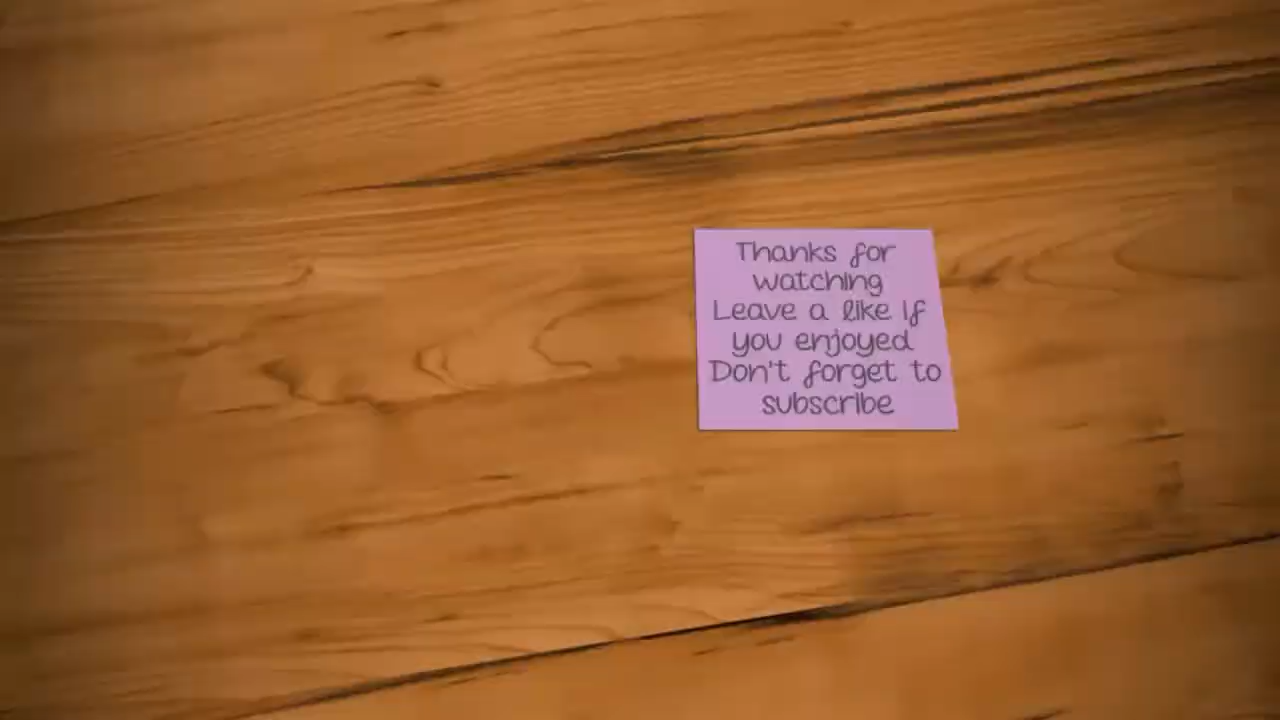 Thanks for
watching
Leave a like if
you enjoyed
Don't forget to
subscribe